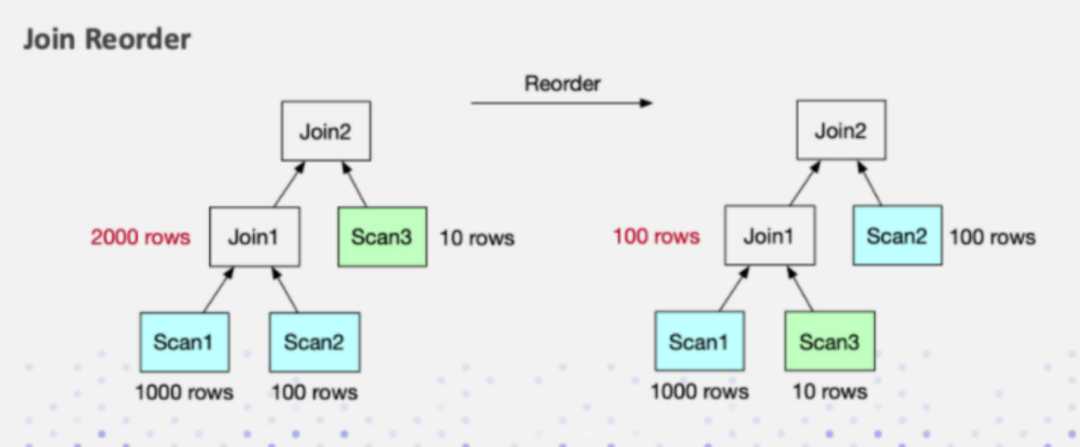 Join Reorder
Reorder
Join2
Join2
2000 rows
Join1
Scan3
10 rows
100 rows
Join1
Scan2
100 rows
Scan1
Scan2
Scan1
Scan3
1000 rows
100 rows
1000 rows
10 rows